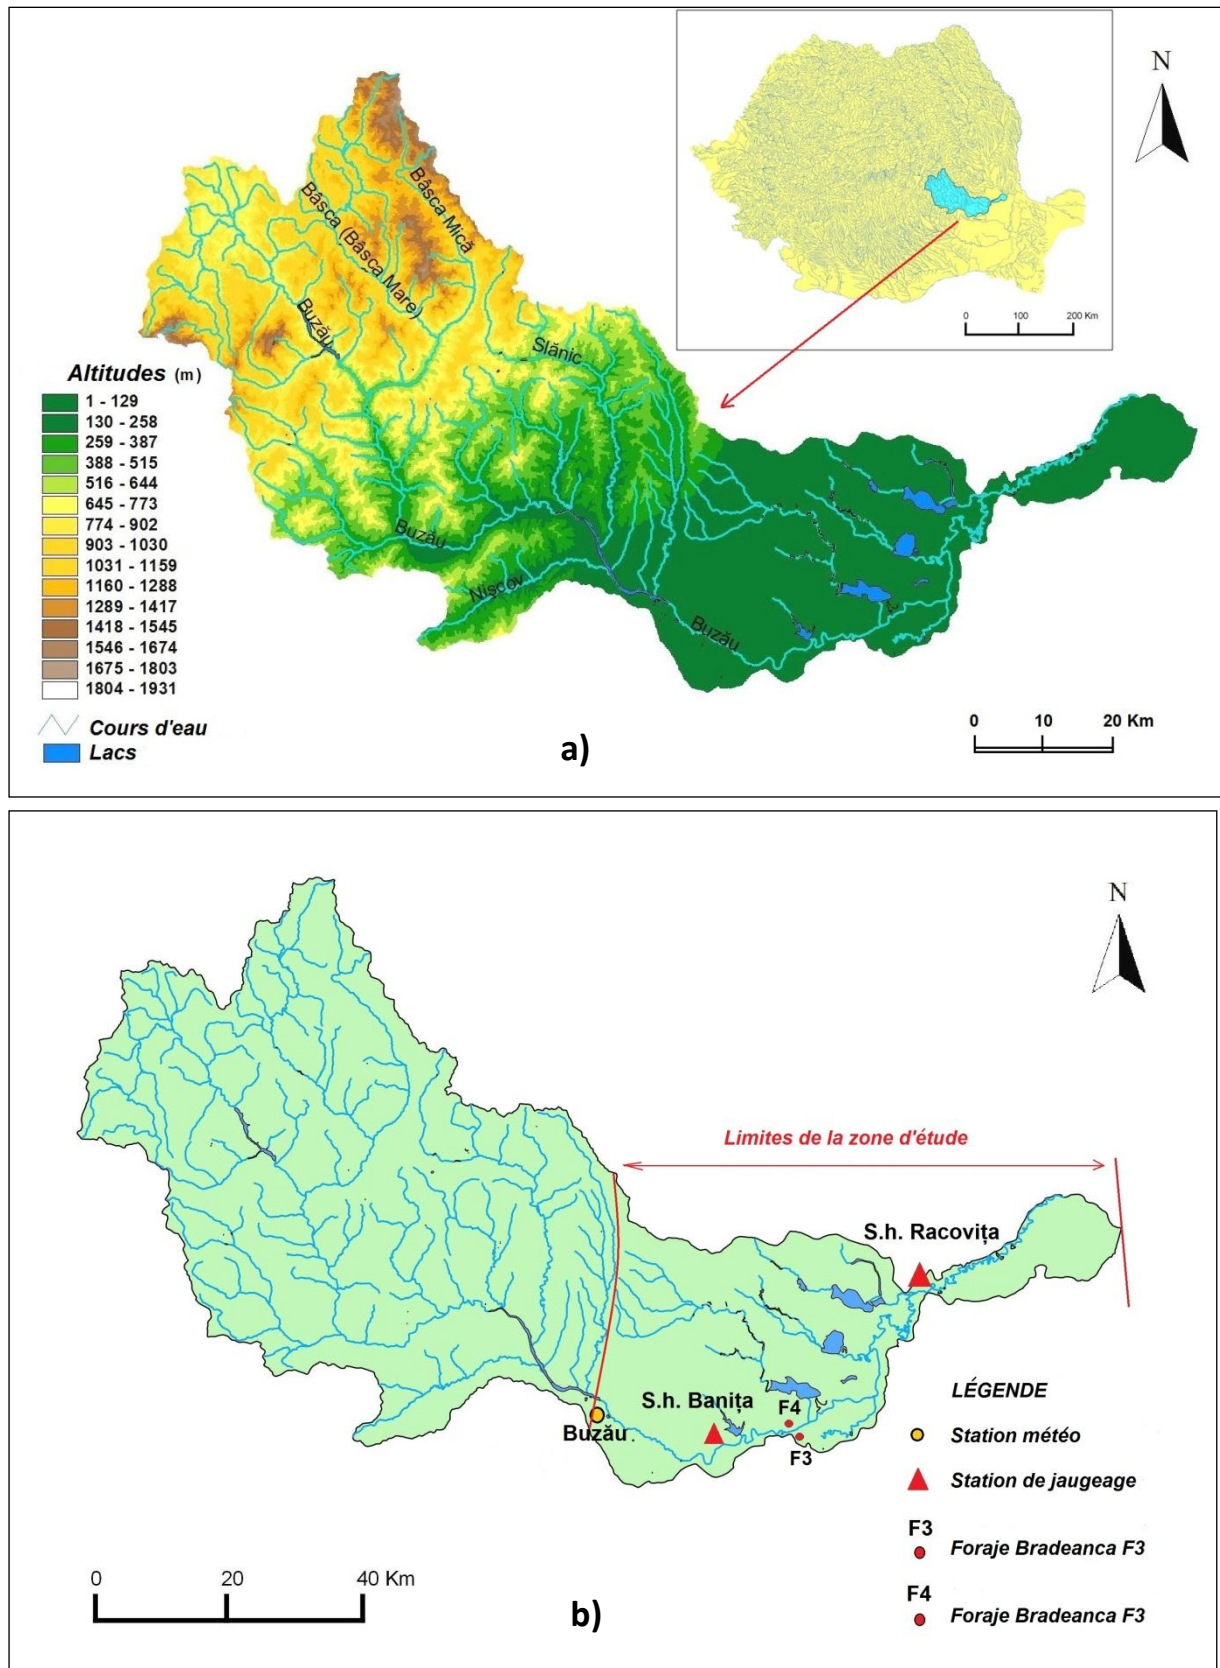 N
0 100 200 Km
Bâsca Mică
Bâsca (Bâsca Mare)
Buzău
Slănic
Altitudes (m)
1 - 129
130 - 258
259 - 387
388 - 515
516 - 644
645 - 773
774 - 902
903 - 1030
1031 - 1159
1160 - 1288
1289 - 1417
1418 - 1545
1546 - 1674
1675 - 1803
1804 - 1931
Cours d'eau
Lacs
Buzău
Nișcov
Buzău
0 10 20 Km
a)
N
Limites de la zone d'étude
S.h. Racovița
S.h. Banița
F4
F3
Buzău
LÉGENDE
Station météo
Station de jaugeage
F3
Foraje Bradeanca F3
F4
Foraje Bradeanca F3
0 20 40 Km
b)